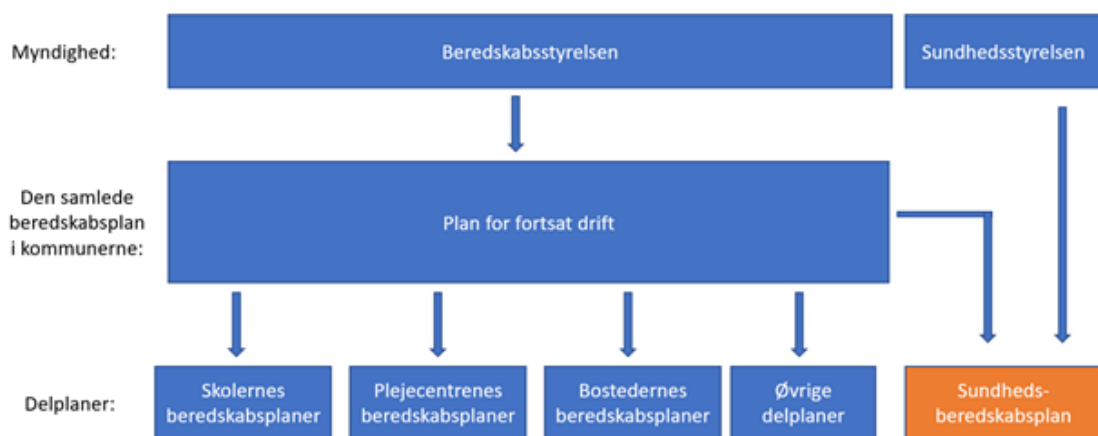 Myndighed:
Beredskabsstyrelsen
Sundhedsstyrelsen
Den samlede
beredskabsplan
i kommunerne:
Plan for fortsat drift
Delplaner:
Skolernes
beredskabsplaner
Plejecentrenes
beredskabsplaner
Bostedernes
beredskabsplaner
Øvrige
delplaner
Sundheds-
beredskabsplan